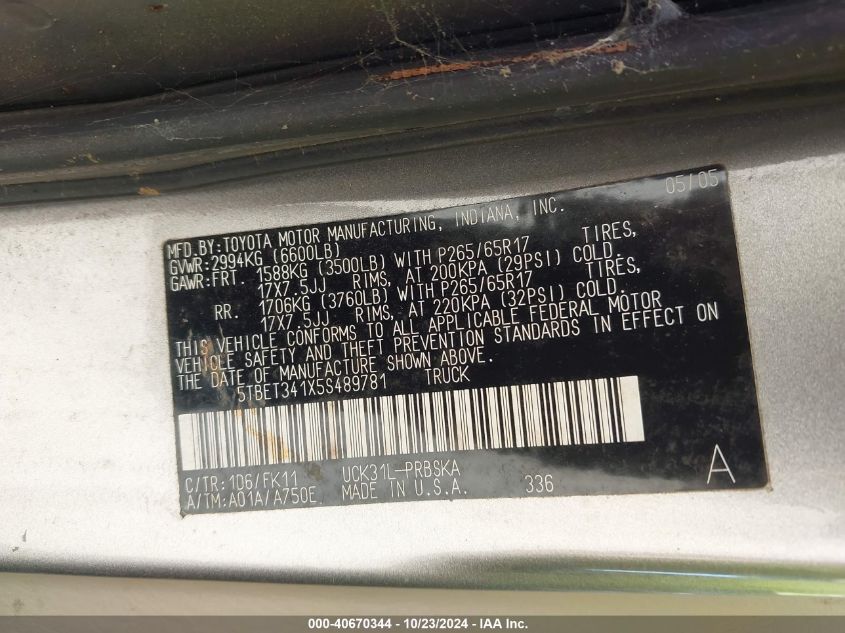 05/05
MFD.BY:TOYOTA MOTOR MANUFACTURING, INDIANA, INC.
GVWR:2994KG (6600LB)
GAWR:FRT. 1588KG (3500LB) WITH P265/65R17 TIRES,
17X7.5JJ RIMS, AT 200KPA (29PSI) COLD.
RR. 1706KG (3760LB) WITH P265/65R17 TIRES,
17X7.5JJ RIMS, AT 220KPA (32PSI) COLD.
THIS VEHICLE CONFORMS TO ALL APPLICABLE FEDERAL MOTOR
VEHICLE SAFETY AND THEFT PREVENTION STANDARDS IN EFFECT ON
THE DATE OF MANUFACTURE SHOWN ABOVE.
5TBET341X5S489781 TRUCK
C/TR:1D6/FK11 UCK31L-PRBSKA
A/TM:A01A/A750E MADE IN U.S.A. 336 A
000-40670344 - 10/23/2024 - IAA Inc.